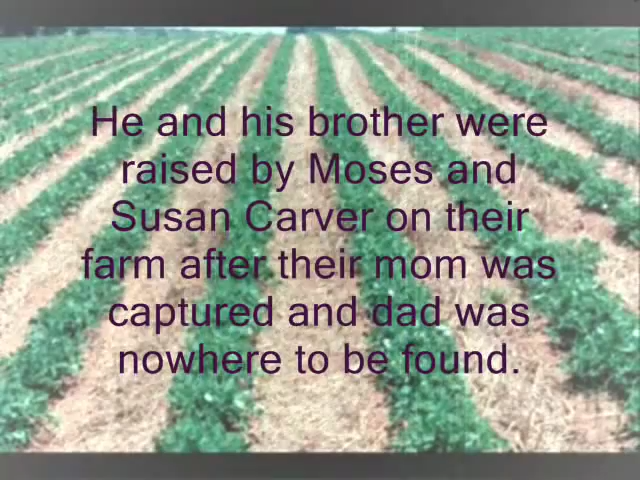 He and his brother were
raised by Moses and
Susan Carver on their
farm after their mom was
captured and dad was
nowhere to be found.